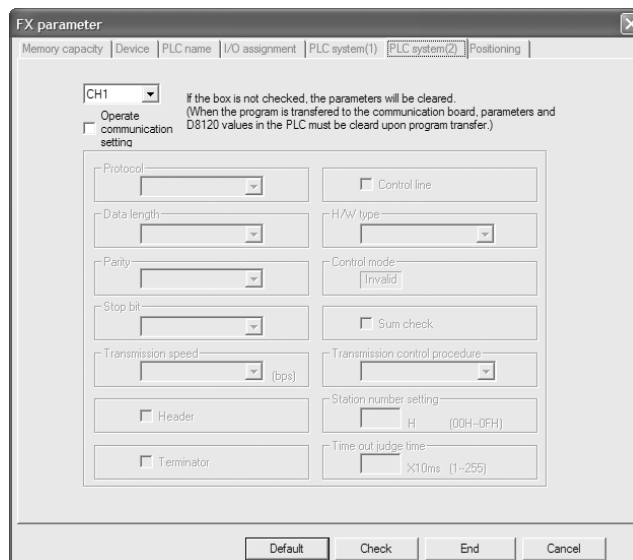 FX parameter
Memory capacity Device PLC name I/O assignment PLC system(1) PLC system(2) Positioning
CH1
If the box is not checked, the parameters will be cleared.
(When the program is transfered to the communication board, parameters and
D8120 values in the PLC must be cleard upon program transfer.)
Operate
communication
setting
Protocol
Control line
Data length
H/W type
Parity
Control mode
Invalid
Stop bit
Sum check
Transmission speed
(bps)
Transmission control procedure
Header
Station number setting
H (00H--0FH)
Terminator
Time out judge time
X10ms (1--255)
Default Check End Cancel